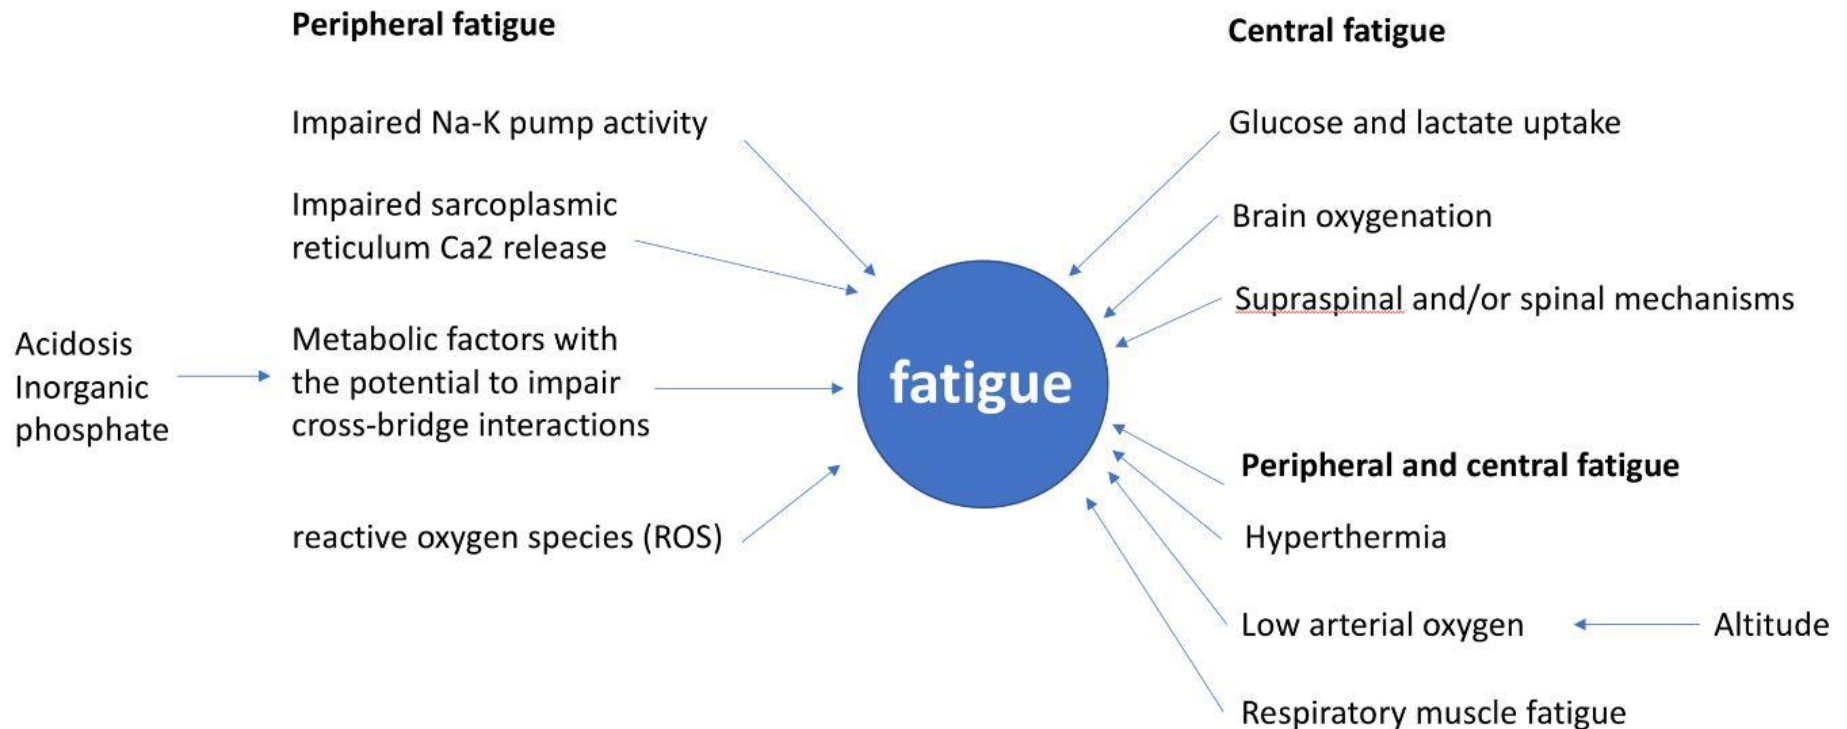 Peripheral fatigue
Impaired Na-K pump activity
Impaired sarcoplasmic
reticulum Ca2 release
Acidosis
Inorganic
phosphate
Metabolic factors with
the potential to impair
cross-bridge interactions
reactive oxygen species (ROS)
fatigue
Central fatigue
Glucose and lactate uptake
Brain oxygenation
Supraspinal and/or spinal mechanisms
Peripheral and central fatigue
Hyperthermia
Low arterial oxygen
Altitude
Respiratory muscle fatigue